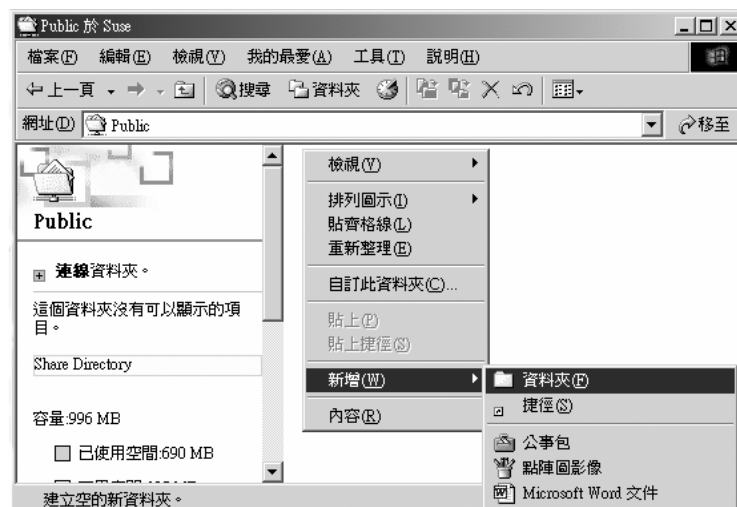 Public 於 Suse
檔案(F) 編輯(E) 檢視(V) 我的最愛(A) 工具(T) 說明(H)
上一頁 搜尋 資料夾
網址(D) Public 移至
Public
連線資料夾。
這個資料夾沒有可以顯示的項
目。
Share Directory
容量:996 MB
已使用空間:690 MB
檢視(V)
排列圖示(I)
貼齊格線(L)
重新整理(E)
自訂此資料夾(C)...
貼上(P)
貼上捷徑(S)
新增(W)
內容(R)
資料夾(F)
捷徑(S)
公事包
點陣圖影像
Microsoft Word 文件
建立空的新資料夾。